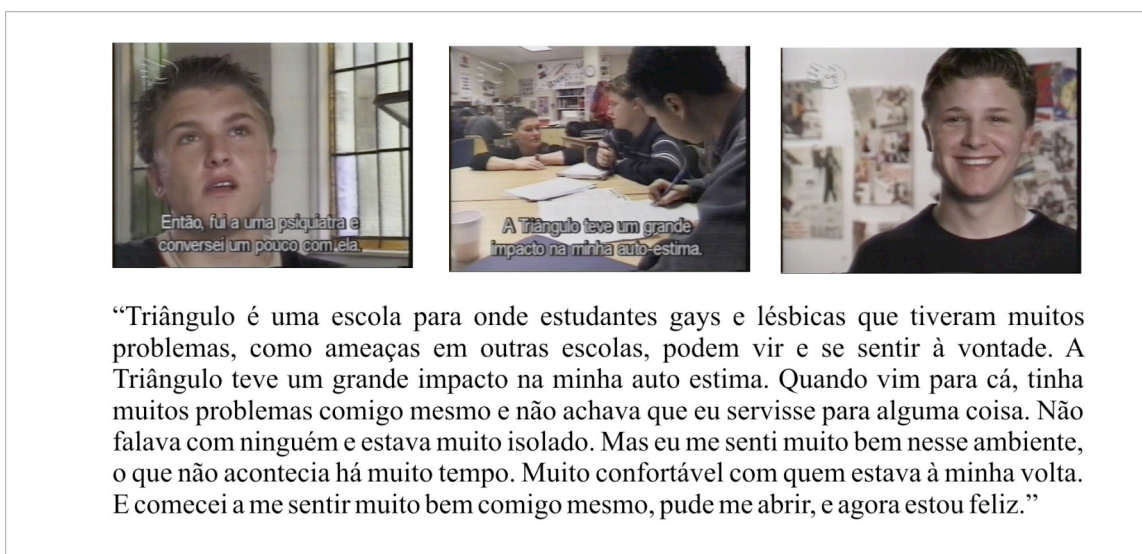 Então, fui a uma psiquiatra e
conversei um pouco com ela.
A Triângulo teve um grande
impacto na minha auto-estima.
“Triângulo é uma escola para onde estudantes gays e lésbicas que tiveram muitos
problemas, como ameaças em outras escolas, podem vir e se sentir à vontade. A
Triângulo teve um grande impacto na minha auto estima. Quando vim para cá, tinha
muitos problemas comigo mesmo e não achava que eu servisse para alguma coisa. Não
falava com ninguém e estava muito isolado. Mas eu me senti muito bem nesse ambiente,
o que não acontecia há muito tempo. Muito confortável com quem estava à minha volta.
E comecei a me sentir muito bem comigo mesmo, pude me abrir, e agora estou feliz.”